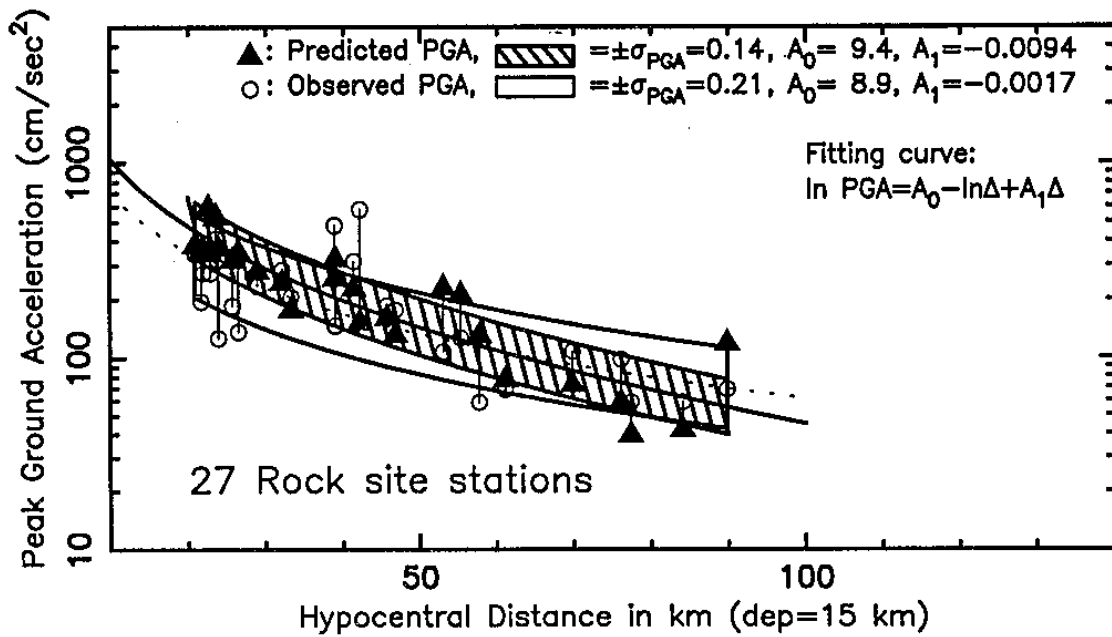 ▲: Predicted PGA, =±σPGA=0.14, A0= 9.4, A1=−0.0094
○: Observed PGA, =±σPGA=0.21, A0= 8.9, A1=−0.0017
Fitting curve:
ln PGA=A0−lnΔ+A1Δ
Peak Ground Acceleration (cm/sec2)
1000
100
10
27 Rock site stations
50
100
Hypocentral Distance in km (dep=15 km)